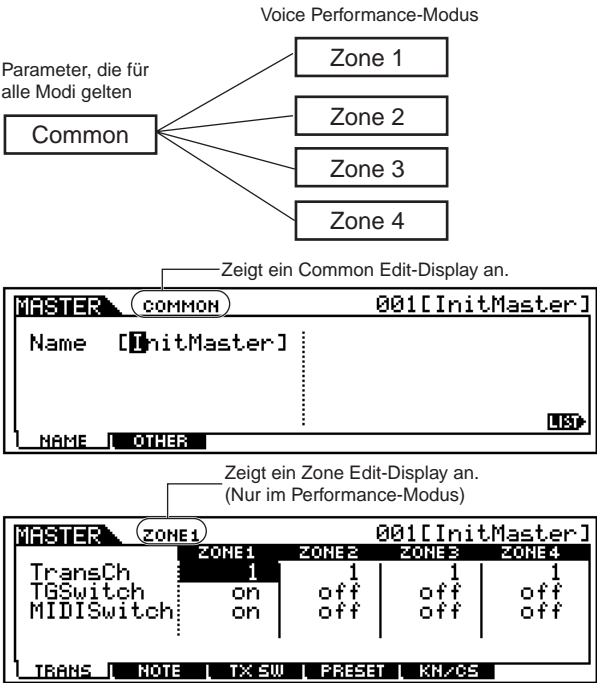 Voice Performance-Modus
Zone 1
Parameter, die für
alle Modi gelten
Common
Zone 2
Zone 3
Zone 4
Zeigt ein Common Edit-Display an.
MASTER COMMON 001[InitMaster]
Name [InitMaster]
LIST
NAME OTHER
Zeigt ein Zone Edit-Display an.
(Nur im Performance-Modus)
MASTER ZONE1 001[InitMaster]
ZONE1 ZONE2 ZONE3 ZONE4
TransCh 1 1 1 1
TGSwitch on off off off
MIDISwitch on off off off
TRANS NOTE TX SW PRESET KN/CS